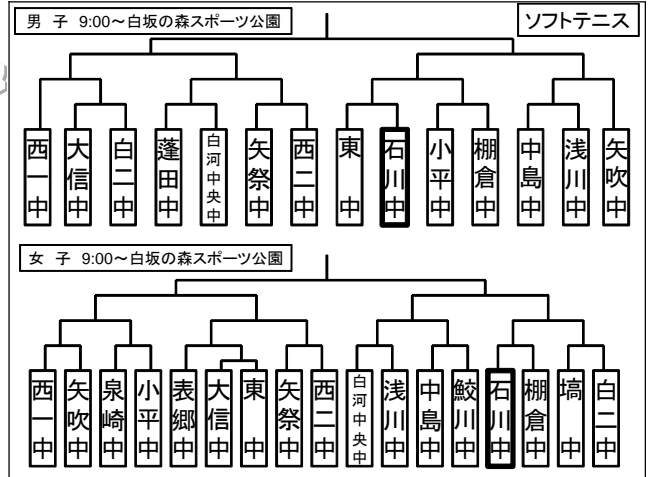 男 子 9:00～白坂の森スポーツ公園
ソフトテニス
西一中
大信中
白二中
蓬田中
白河中央中
矢祭中
西二中
東 中
石川中
小平中
棚倉中
中島中
浅川中
矢吹中
女 子 9:00～白坂の森スポーツ公園
西一中
矢吹中
泉崎中
小平中
表郷中
大信中
東 中
矢祭中
西二中
白河中央中
浅川中
中島中
鮫川中
石川中
棚倉中
塙 中
白二中